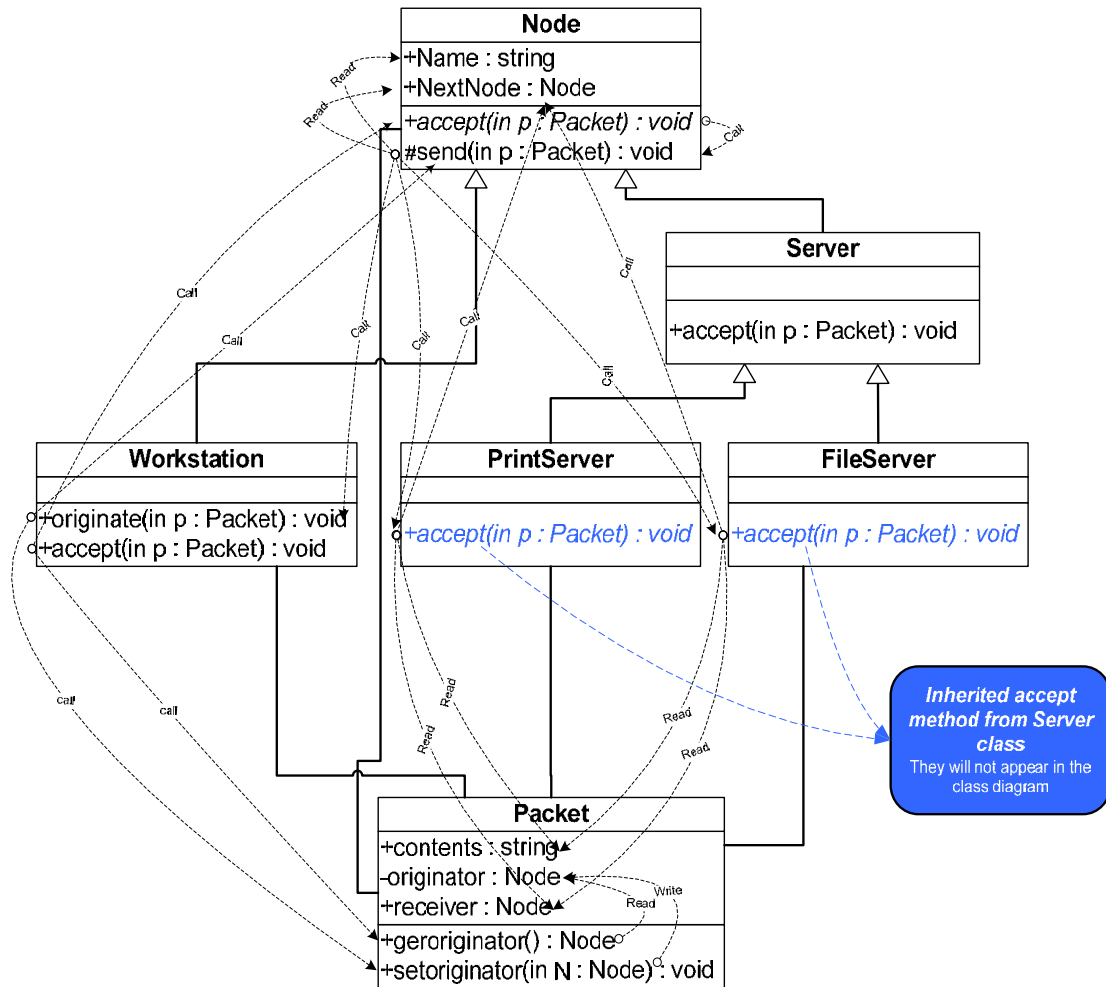 Node
+Name : string
+NextNode : Node
+accept(in p : Packet) : void
#send(in p : Packet) : void
Read
Read
Call
Server
+accept(in p : Packet) : void
Call
Call
Call
Call
Call
Call
Call
Workstation
+originate(in p : Packet) : void
+accept(in p : Packet) : void
PrintServer
+accept(in p : Packet) : void
FileServer
+accept(in p : Packet) : void
call
call
Read
Read
Read
Read
Inherited accept
method from Server
class
They will not appear in the
class diagram
Packet
+contents : string
-originator : Node
+receiver : Node
Write
Read
+geroriginator() : Node
+setoriginator(in N : Node) : void